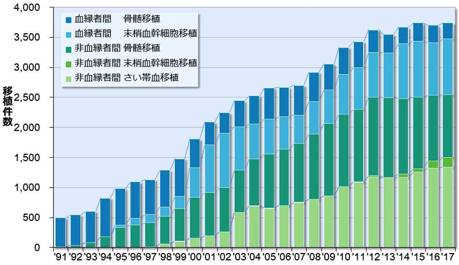 4,000
3,500
3,000
2,500
2,000
1,500
1,000
500
0
移植件数
血縁者間 骨髄移植
血縁者間 末梢血幹細胞移植
非血縁者間 骨髄移植
非血縁者間 末梢血幹細胞移植
非血縁者間 さい帯血移植
'91 '92 '93 '94 '95 '96 '97 '98 '99 '00 '01 '02 '03 '04 '05 '06 '07 '08 '09 '10 '11 '12 '13 '14 '15 '16 '17